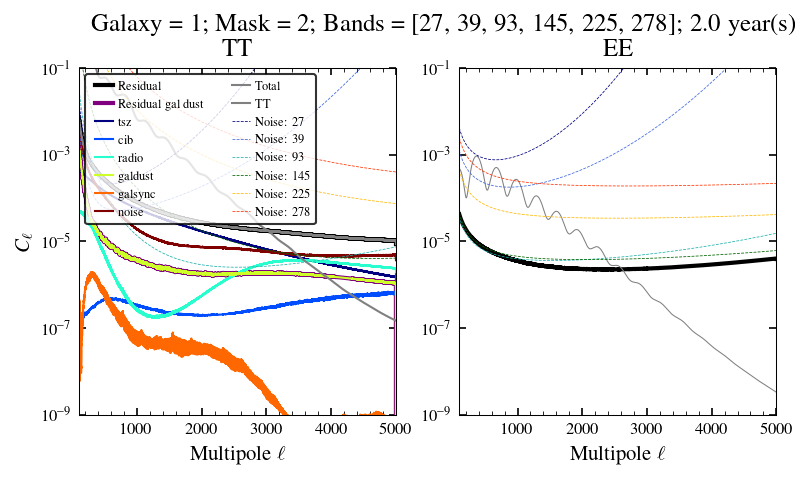 Galaxy = 1; Mask = 2; Bands = [27, 39, 93, 145, 225, 278]; 2.0 year(s)
TT
EE
Residual
Residual gal dust
tsz
cib
radio
galdust
galsync
noise
Total
TT
Noise: 27
Noise: 39
Noise: 93
Noise: 145
Noise: 225
Noise: 278
C_ℓ
10^{-1}
10^{-3}
10^{-5}
10^{-7}
10^{-9}
1000 2000 3000 4000 5000
Multipole ℓ
10^{-1}
10^{-3}
10^{-5}
10^{-7}
10^{-9}
1000 2000 3000 4000 5000
Multipole ℓ